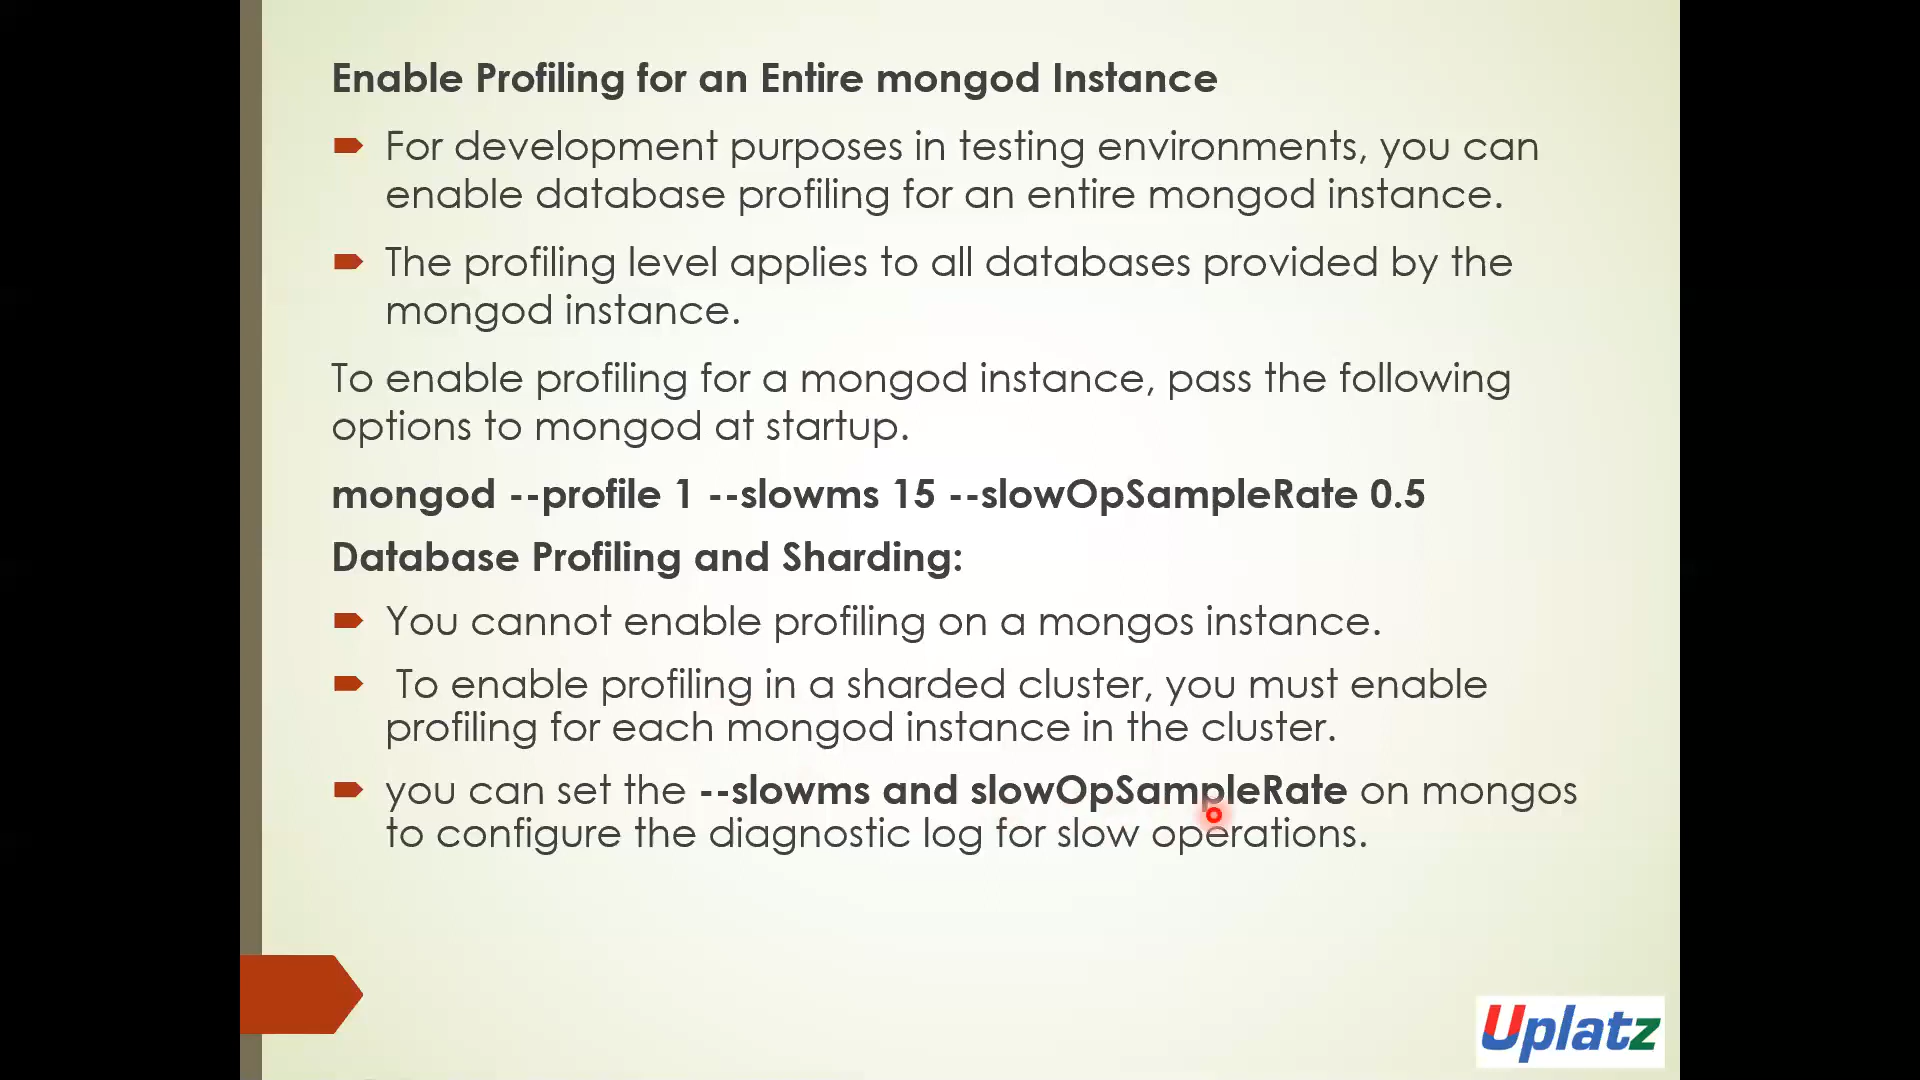 Enable Profiling for an Entire mongod Instance
For development purposes in testing environments, you can
enable database profiling for an entire mongod instance.
The profiling level applies to all databases provided by the
mongod instance.
To enable profiling for a mongod instance, pass the following
options to mongod at startup.
mongod --profile 1 --slowms 15 --slowOpSampleRate 0.5
Database Profiling and Sharding:
You cannot enable profiling on a mongos instance.
To enable profiling in a sharded cluster, you must enable
profiling for each mongod instance in the cluster.
you can set the --slowms and slowOpSampleRate on mongos
to configure the diagnostic log for slow operations.
Uplatz